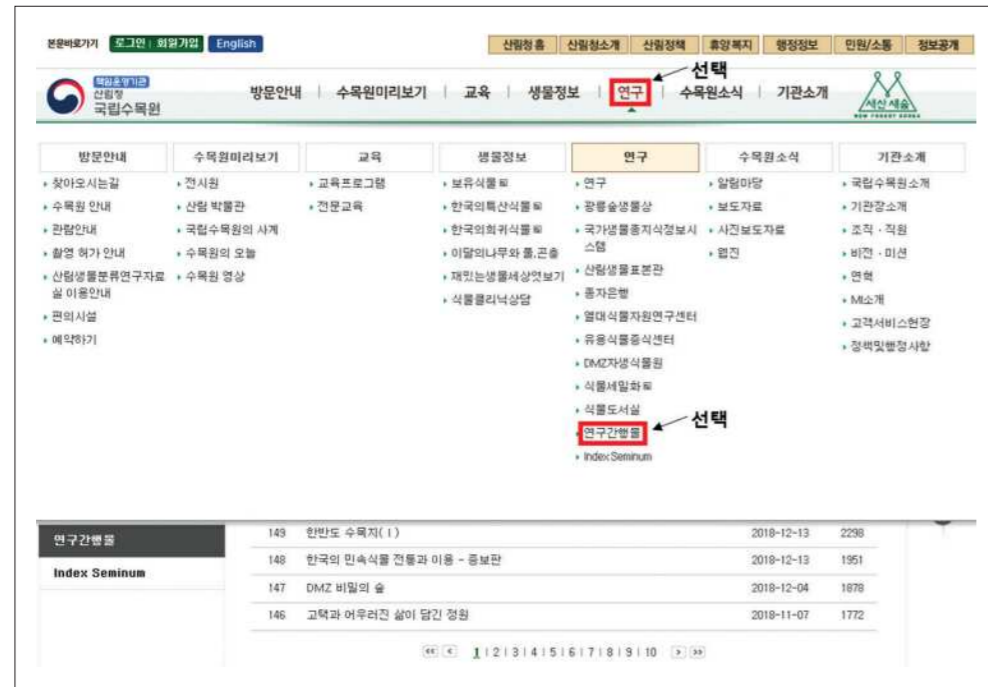 본문바로가기 로그인 회원가입 English 산림청 홈 산림청소개 산림정책 휴양복지 행정정보 민원/소통 정보공개
선택
책임운영기관
산림청
국립수목원
방문안내 수목원미리보기 교육 생물정보 연구 수목원소식 기관소개
새산새숲
NEW FOREST KOREA
방문안내 수목원미리보기 교육 생물정보 연구 수목원소식 기관소개
찾아오시는길 전시원 교육프로그램 보유식물 연구 알림마당 국립수목원소개
수목원 안내 산림 박물관 전문교육 한국의특산식물 광릉숲생물상 보도자료 기관장소개
관람안내 국립수목원의 사계 한국의희귀식물 국가생물종지식정보시스템 사진보도자료 조직 · 직원
촬영 허가 안내 수목원의 오늘 이달의나무와 풀,곤충 산림생물표본관 웹진 비전 · 미션
산림생물분류연구자료실 이용안내 수목원 영상 재밌는생물세상엿보기 종자은행 연혁
편의시설 식물클리닉상담 열대식물자원연구센터 MI소개
예약하기 유용식물증식센터 고객서비스헌장
DMZ자생식물원 정책및행정사항
식물세밀화
식물도서실
선택
연구간행물
Index Seminum
연구간행물
Index Seminum
149 한반도 수목지(Ⅰ) 2018-12-13 2298
148 한국의 민속식물 전통과 이용 - 증보판 2018-12-13 1951
147 DMZ 비밀의 숲 2018-12-04 1878
146 고택과 어우러진 삶이 담긴 정원 2018-11-07 1772
1 | 2 | 3 | 4 | 5 | 6 | 7 | 8 | 9 | 10